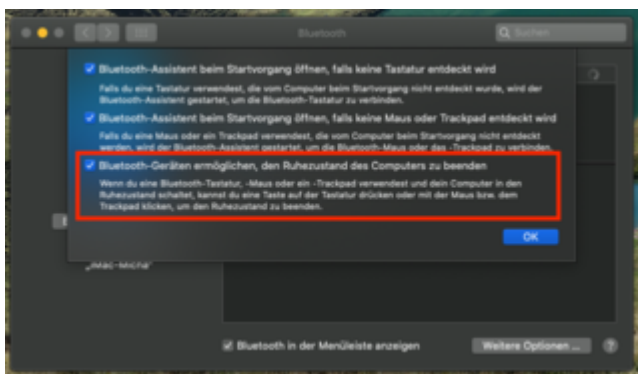 Bluetooth
Suchen
Bluetooth-Assistent beim Startvorgang öffnen, falls keine Tastatur entdeckt wird
Falls du eine Tastatur verwendest, die vom Computer beim Startvorgang nicht entdeckt wurde, wird der
Bluetooth-Assistent gestartet, um die Bluetooth-Tastatur zu verbinden.
Bluetooth-Assistent beim Startvorgang öffnen, falls keine Maus oder Trackpad entdeckt wird
Falls du eine Maus oder ein Trackpad verwendest, die vom Computer beim Startvorgang nicht entdeckt
werden, wird der Bluetooth-Assistent gestartet, um die Bluetooth-Maus oder das -Trackpad zu verbinden.
Bluetooth-Geräten ermöglichen, den Ruhezustand des Computers zu beenden
Wenn du eine Bluetooth-Tastatur, -Maus oder ein -Trackpad verwendest und dein Computer in den
Ruhezustand schaltet, kannst du eine Taste auf der Tastatur drücken oder mit der Maus bzw. dem
Trackpad klicken, um den Ruhezustand zu beenden.
OK
„iMac-Micha“
Bluetooth in der Menüleiste anzeigen
Weitere Optionen ...
?